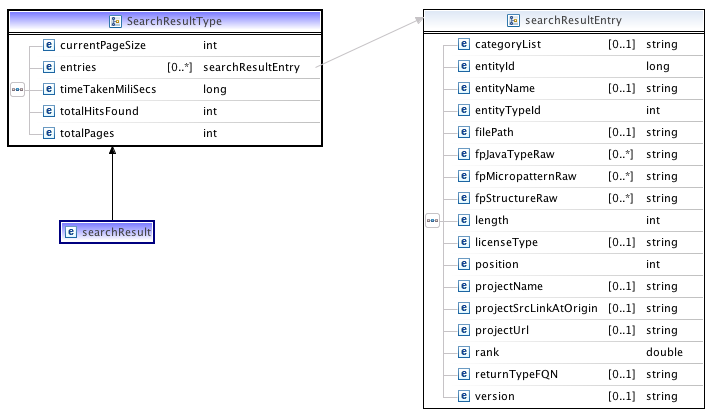 SearchResultType
e currentPageSize int
e entries [0..*] searchResultEntry
e timeTakenMiliSecs long
e totalHitsFound int
e totalPages int
e searchResult
searchResultEntry
e categoryList [0..1] string
e entityId long
e entityName [0..1] string
e entityTypeId int
e filePath [0..1] string
e fpJavaTypeRaw [0..*] string
e fpMicropatternRaw [0..*] string
e fpStructureRaw [0..*] string
e length int
e licenseType [0..1] string
e position int
e projectName [0..1] string
e projectSrcLinkAtOrigin [0..1] string
e projectUrl [0..1] string
e rank double
e returnTypeFQN [0..1] string
e version [0..1] string